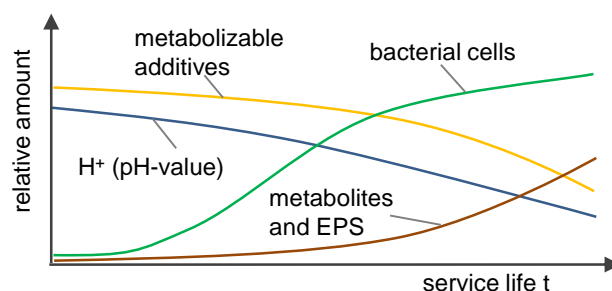 metabolizable
additives
bacterial cells
H⁺ (pH-value)
metabolites
and EPS
relative amount
service life t